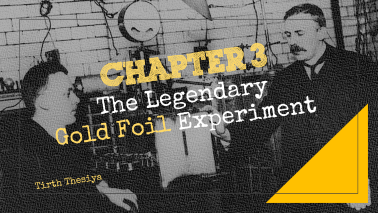 CHAPTER 3
The Legendary
Gold Foil Experiment
Tirth Thesiya